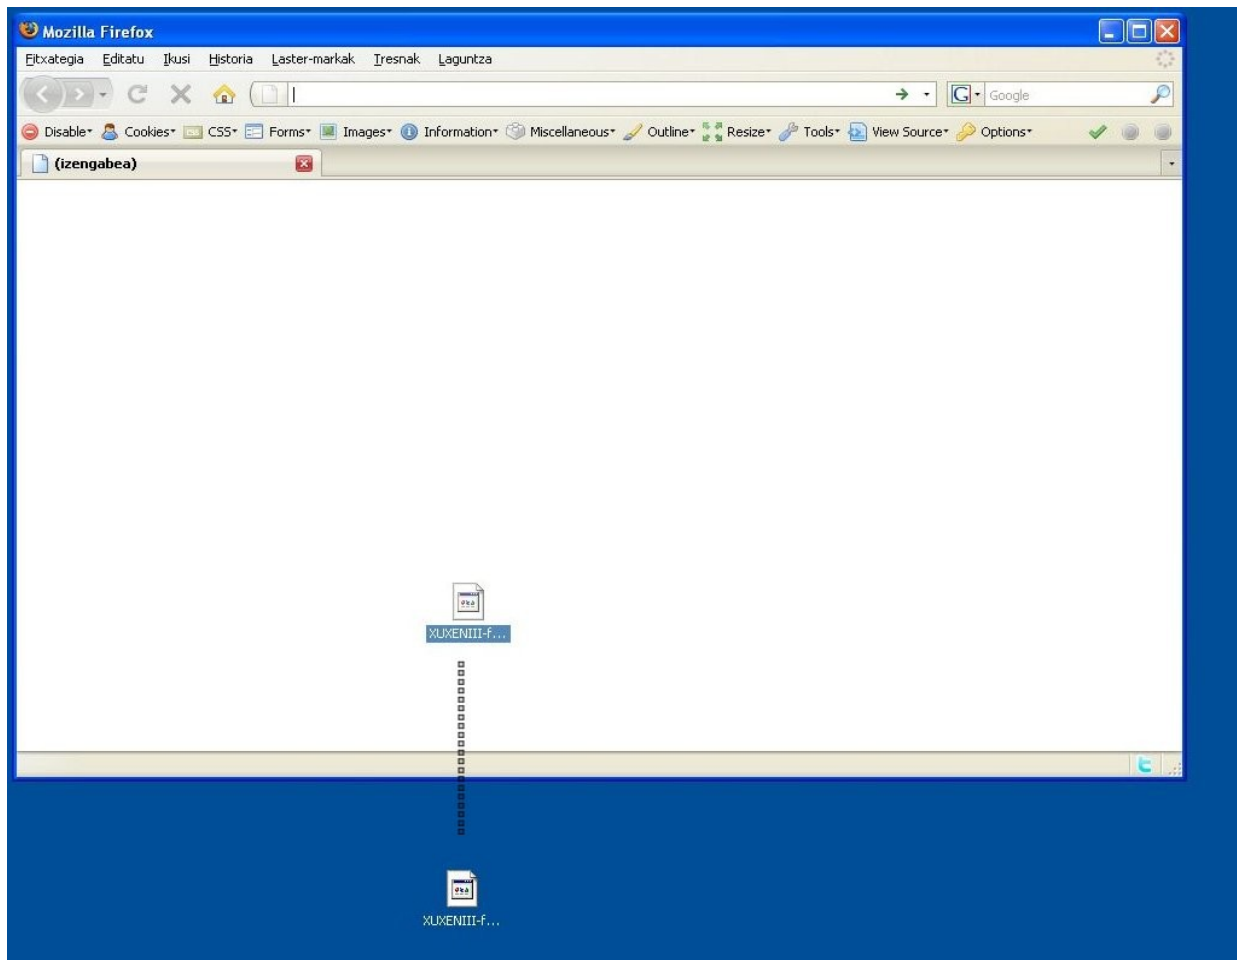 Mozilla Firefox
Fitxategia Editatu Ikusi Historia Laster-markak Tresnak Laguntza
G Google
Disable Cookies CSS Forms Images Information Miscellaneous Outline Resize Tools View Source Options
(izengabea)
XUXENIII-f...
XUXENIII-f...